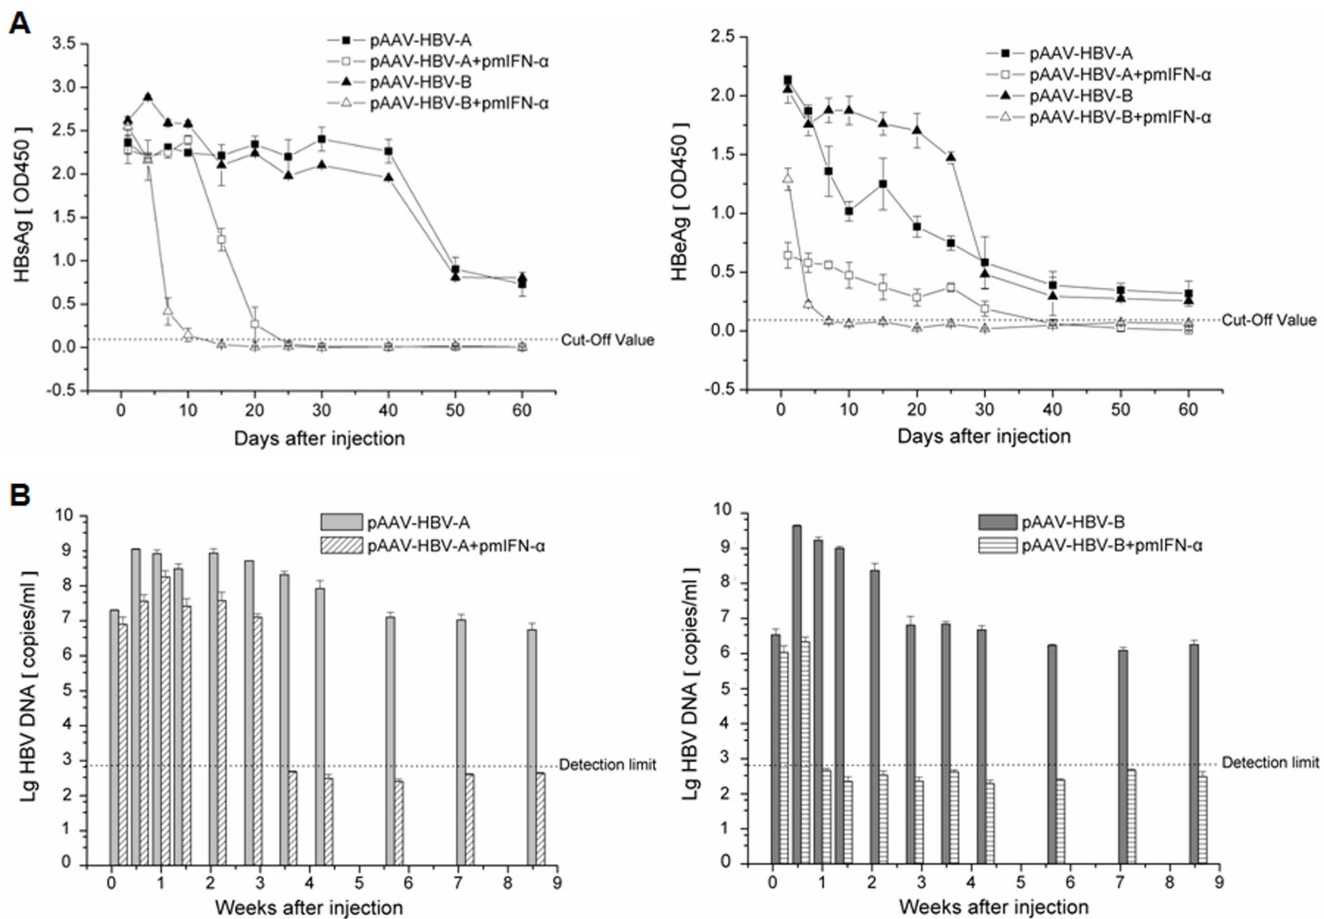 A
HBsAg [ OD450 ]
3.5
3.0
2.5
2.0
1.5
1.0
0.5
0.0
-0.5
pAAV-HBV-A
pAAV-HBV-A+pmIFN-α
pAAV-HBV-B
pAAV-HBV-B+pmIFN-α
Cut-Off Value
0 10 20 30 40 50 60
Days after injection
HBeAg [ OD450 ]
2.5
2.0
1.5
1.0
0.5
0.0
-0.5
pAAV-HBV-A
pAAV-HBV-A+pmIFN-α
pAAV-HBV-B
pAAV-HBV-B+pmIFN-α
Cut-Off Value
0 10 20 30 40 50 60
Days after injection
B
Lg HBV DNA [ copies/ml ]
10
9
8
7
6
5
4
3
2
1
0
pAAV-HBV-A
pAAV-HBV-A+pmIFN-α
Detection limit
0 1 2 3 4 5 6 7 8 9
Weeks after injection
Lg HBV DNA [ copies/ml ]
10
9
8
7
6
5
4
3
2
1
0
pAAV-HBV-B
pAAV-HBV-B+pmIFN-α
Detection limit
0 1 2 3 4 5 6 7 8 9
Weeks after injection